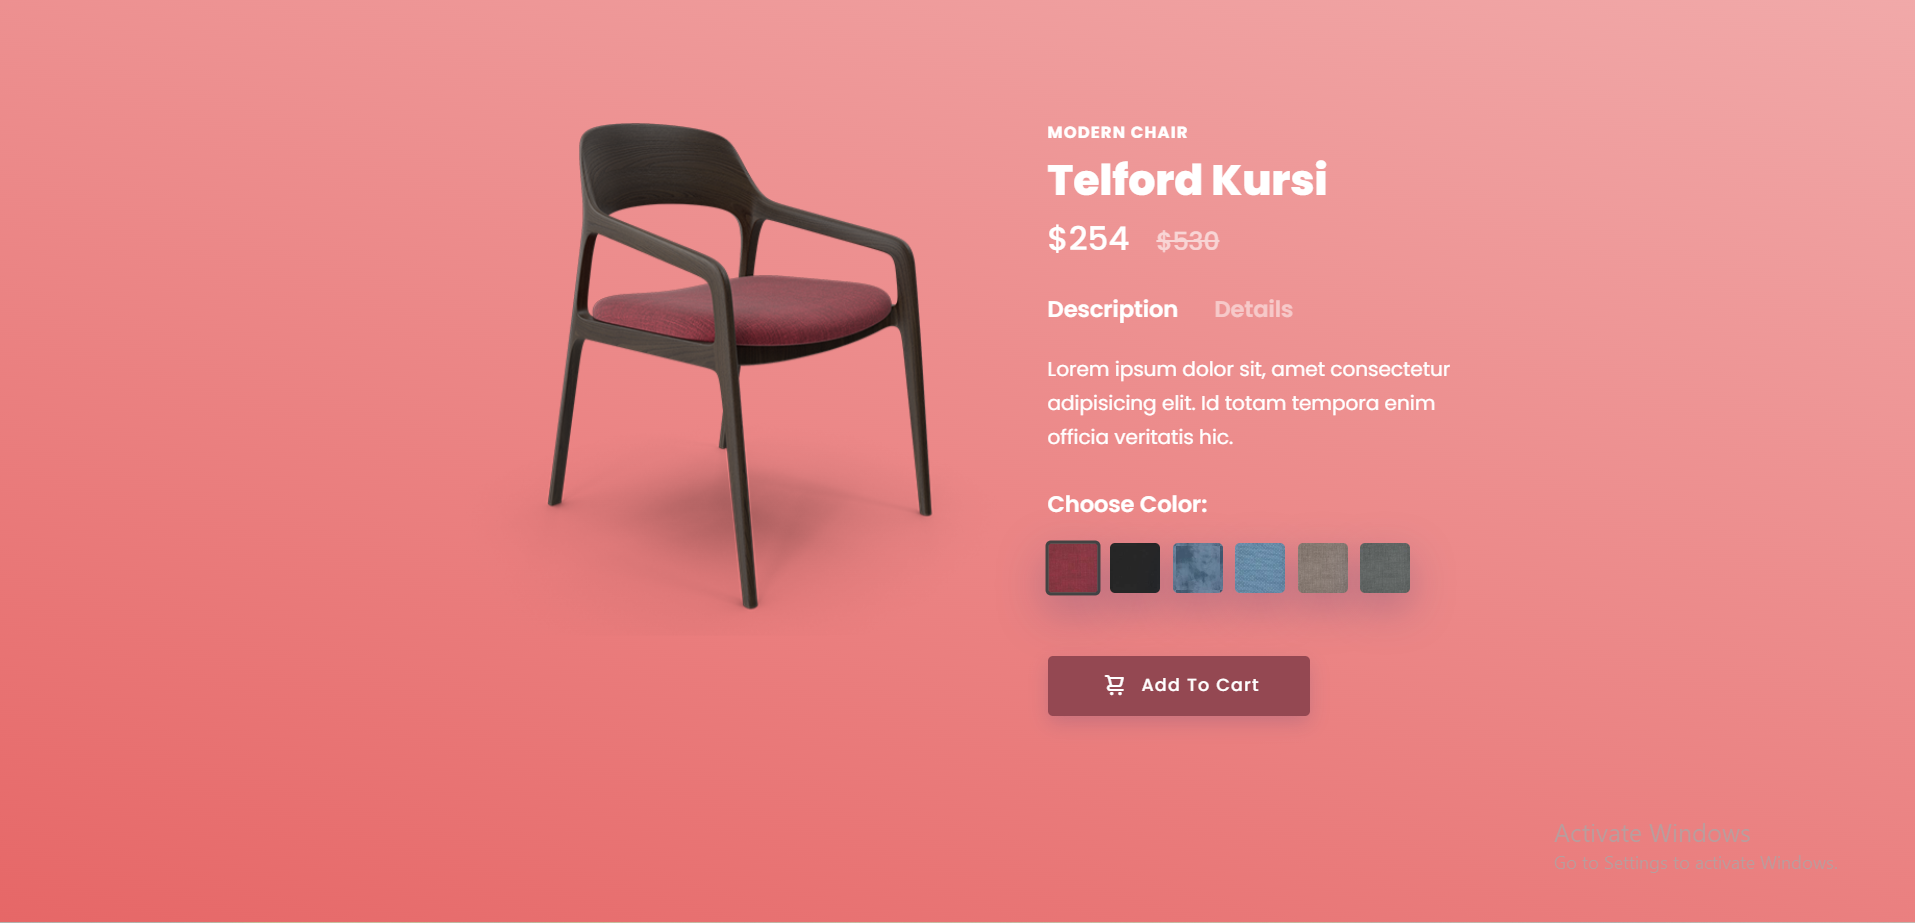 MODERN CHAIR
Telford Kursi
$254 $530
Description Details
Lorem ipsum dolor sit, amet consectetur
adipisicing elit. Id totam tempora enim
officia veritatis hic.
Choose Color:
Add To Cart
Activate Windows
Go to Settings to activate Windows.